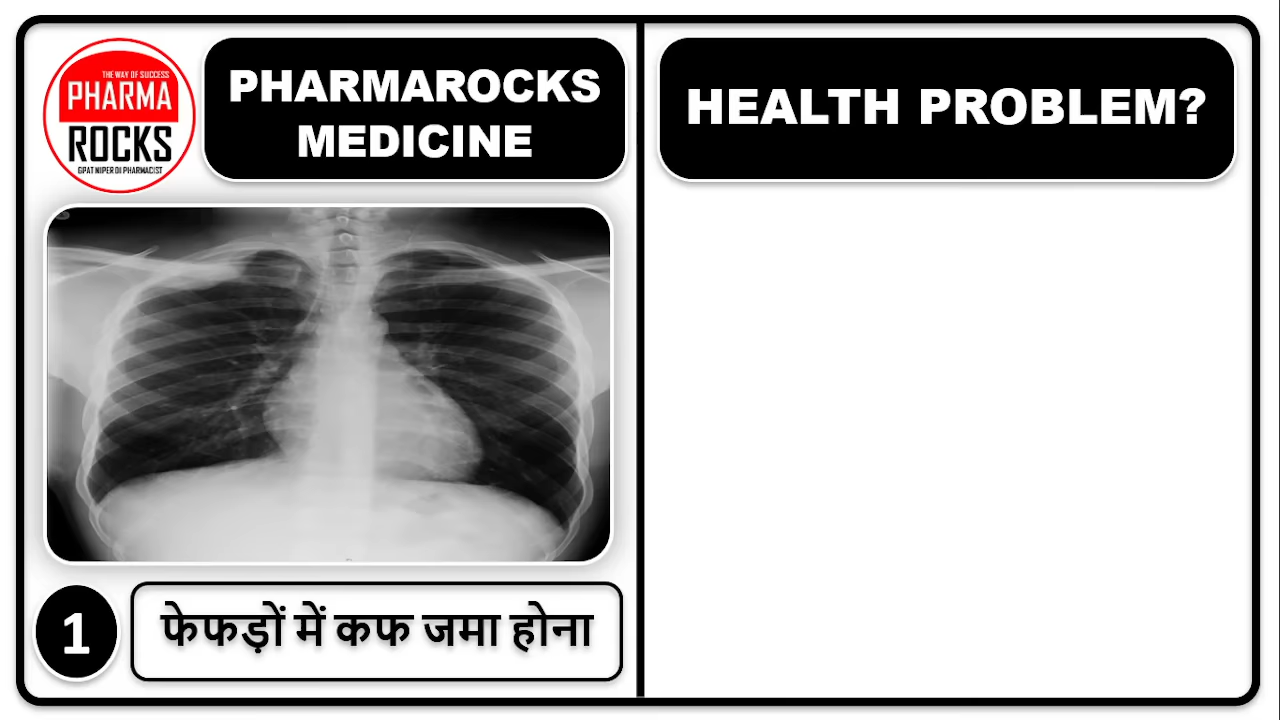 THE WAY OF SUCCESS
PHARMA
ROCKS
GPAT NIPER DI PHARMACIST
PHARMAROCKS
MEDICINE
HEALTH PROBLEM?
1
फेफड़ों में कफ जमा होना